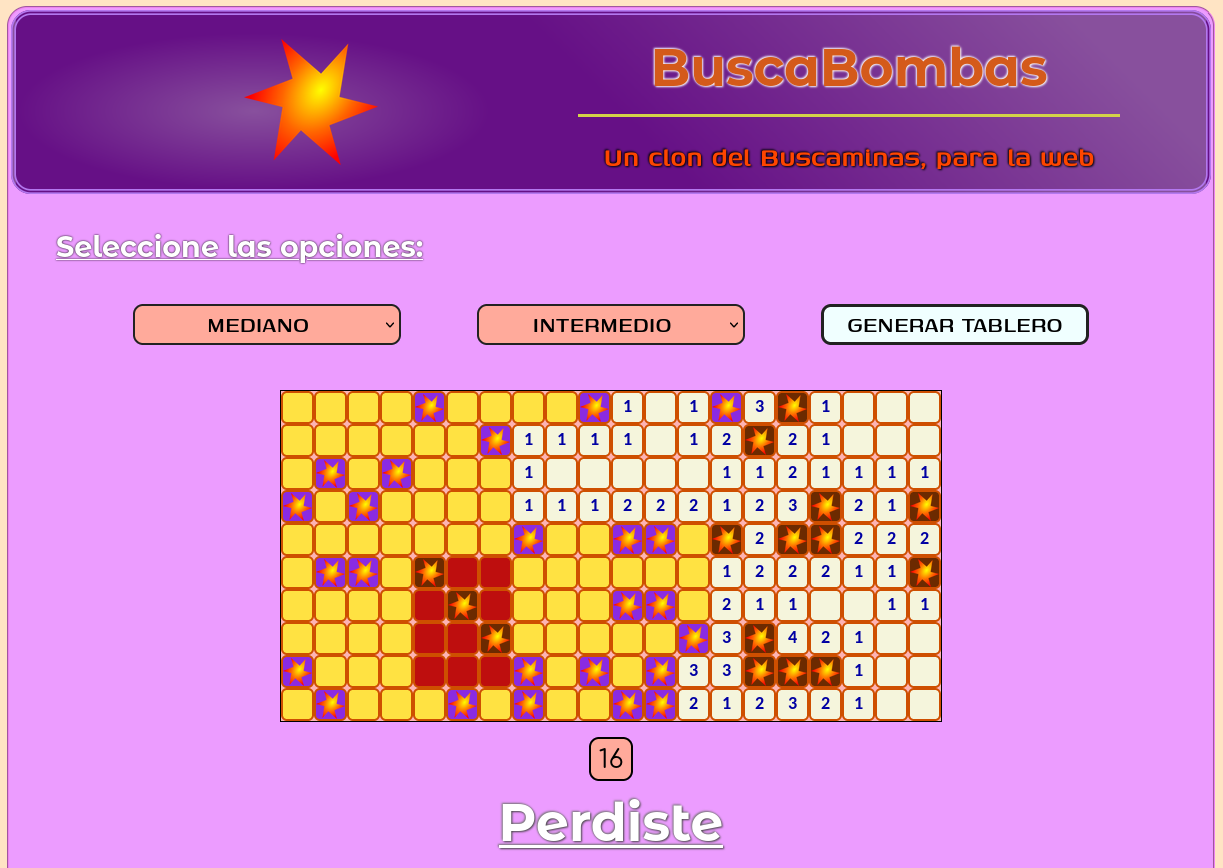 BuscaBombas
Un clon del Buscaminas, para la web
Seleccione las opciones:
MEDIANO INTERMEDIO GENERAR TABLERO
1 1 3 1
1 1 1 1 1 2 2 1
1 1 1 2 1 1 1 1
1 1 1 2 2 2 1 2 3 2 1
2 2 2 2
1 2 2 2 1 1
2 1 1 1 1
3 4 2 1
3 3 1
2 1 2 3 2 1
16
Perdiste